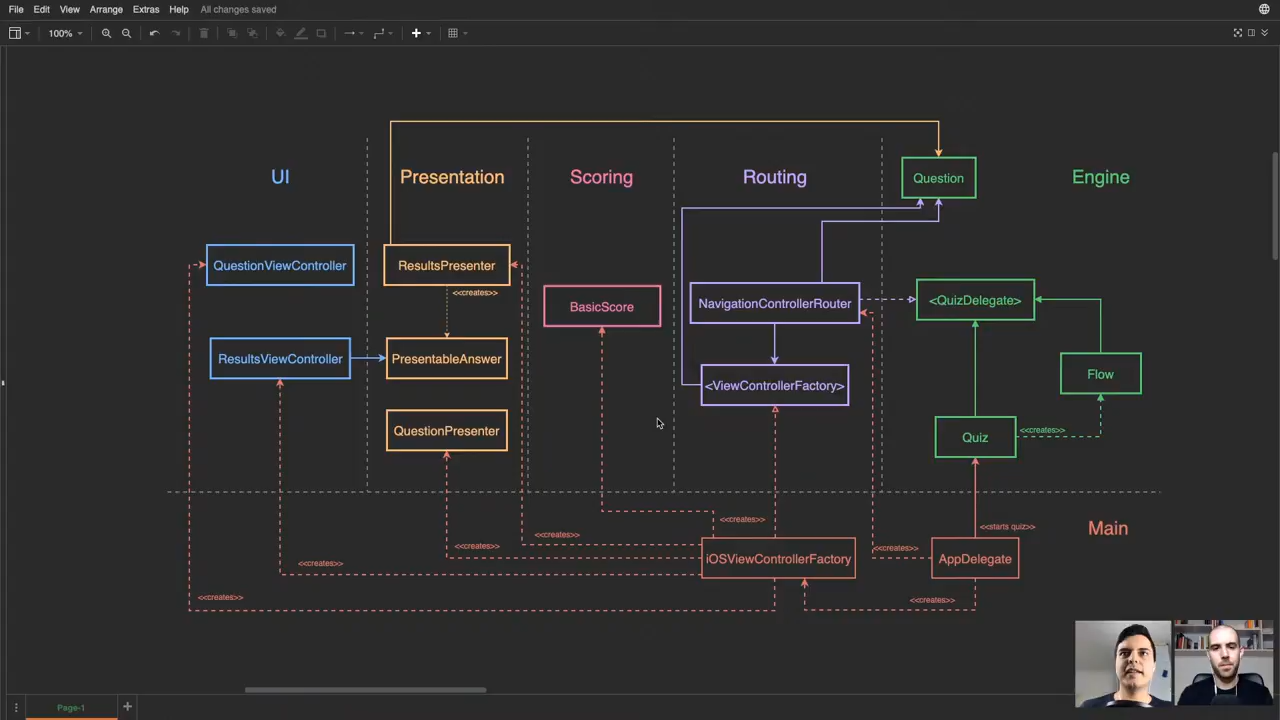 File Edit View Arrange Extras Help All changes saved
100%
UI
Presentation
Scoring
Routing
Question
Engine
QuestionViewController
ResultsPresenter
<<creates>>
BasicScore
NavigationControllerRouter
<QuizDelegate>
ResultsViewController
PresentableAnswer
<ViewControllerFactory>
Flow
QuestionPresenter
Quiz
<<creates>>
<<creates>>
<<starts quiz>>
Main
<<creates>>
<<creates>>
<<creates>>
iOSViewControllerFactory
AppDelegate
<<creates>>
<<creates>>
<<creates>>
Page-1